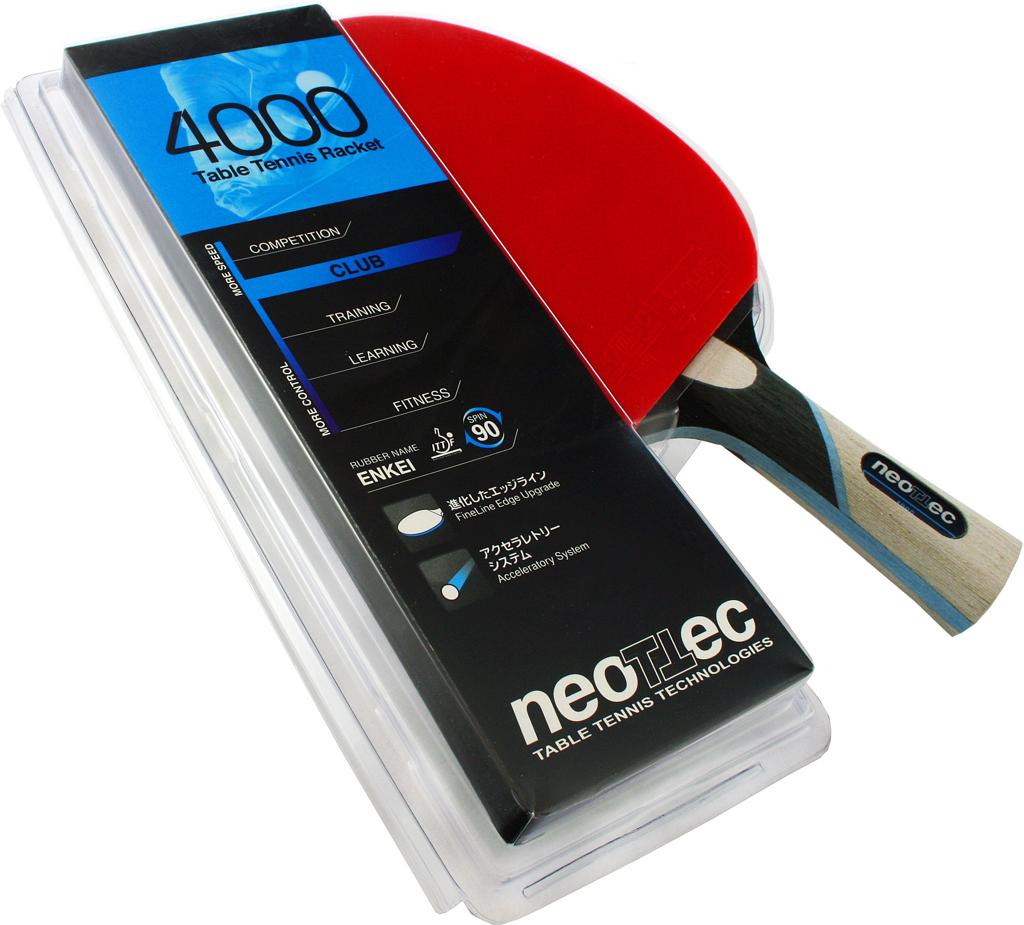 4000
Table Tennis Racket
MORE SPEED
COMPETITION
CLUB
TRAINING
LEARNING
FITNESS
MORE CONTROL
RUBBER NAME
ENKEI
ITTF
SPIN
90
進化したエッジライン
FineLine Edge Upgrade
アクセラレトリー
システム
Acceleratory System
neoTTec
TABLE TENNIS TECHNOLOGIES
neoTTec